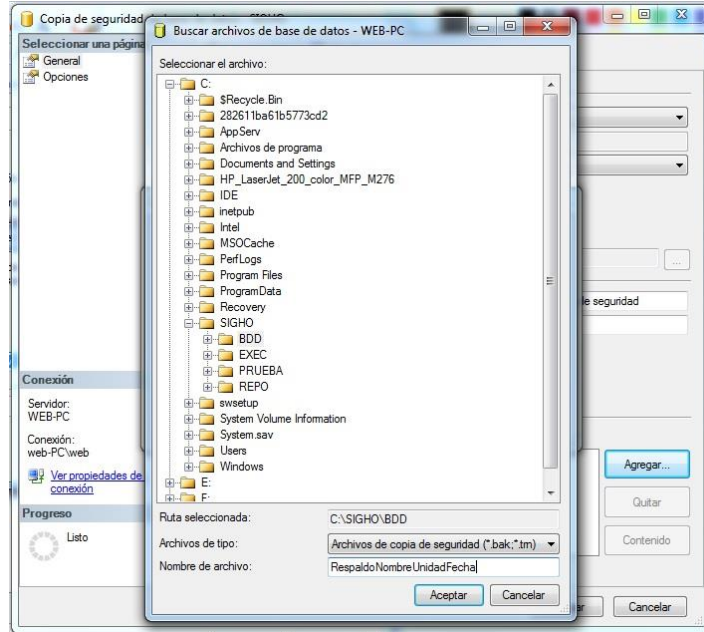 Copia de seguridad
Buscar archivos de base de datos - WEB-PC
Seleccionar una página
General
Opciones
Seleccionar el archivo:
C:
$Recycle.Bin
282611ba61b5773cd2
AppServ
Archivos de programa
Documents and Settings
HP_LaserJet_200_color_MFP_M276
IDE
inetpub
Intel
MSOCache
PerfLogs
Program Files
ProgramData
Recovery
SIGHO
BDD
EXEC
PRUEBA
REPO
swsetup
System Volume Information
System.sav
Users
Windows
E:
F:
...
de seguridad
Conexión
Servidor:
WEB-PC
Conexión:
web-PC\web
Ver propiedades de
conexión
Progreso
Listo
Agregar...
Quitar
Contenido
Ruta seleccionada: C:\SIGHO\BDD
Archivos de tipo: Archivos de copia de seguridad (*.bak;*.trn)
Nombre de archivo: RespaldoNombreUnidadFecha
Aceptar Cancelar
Cancelar